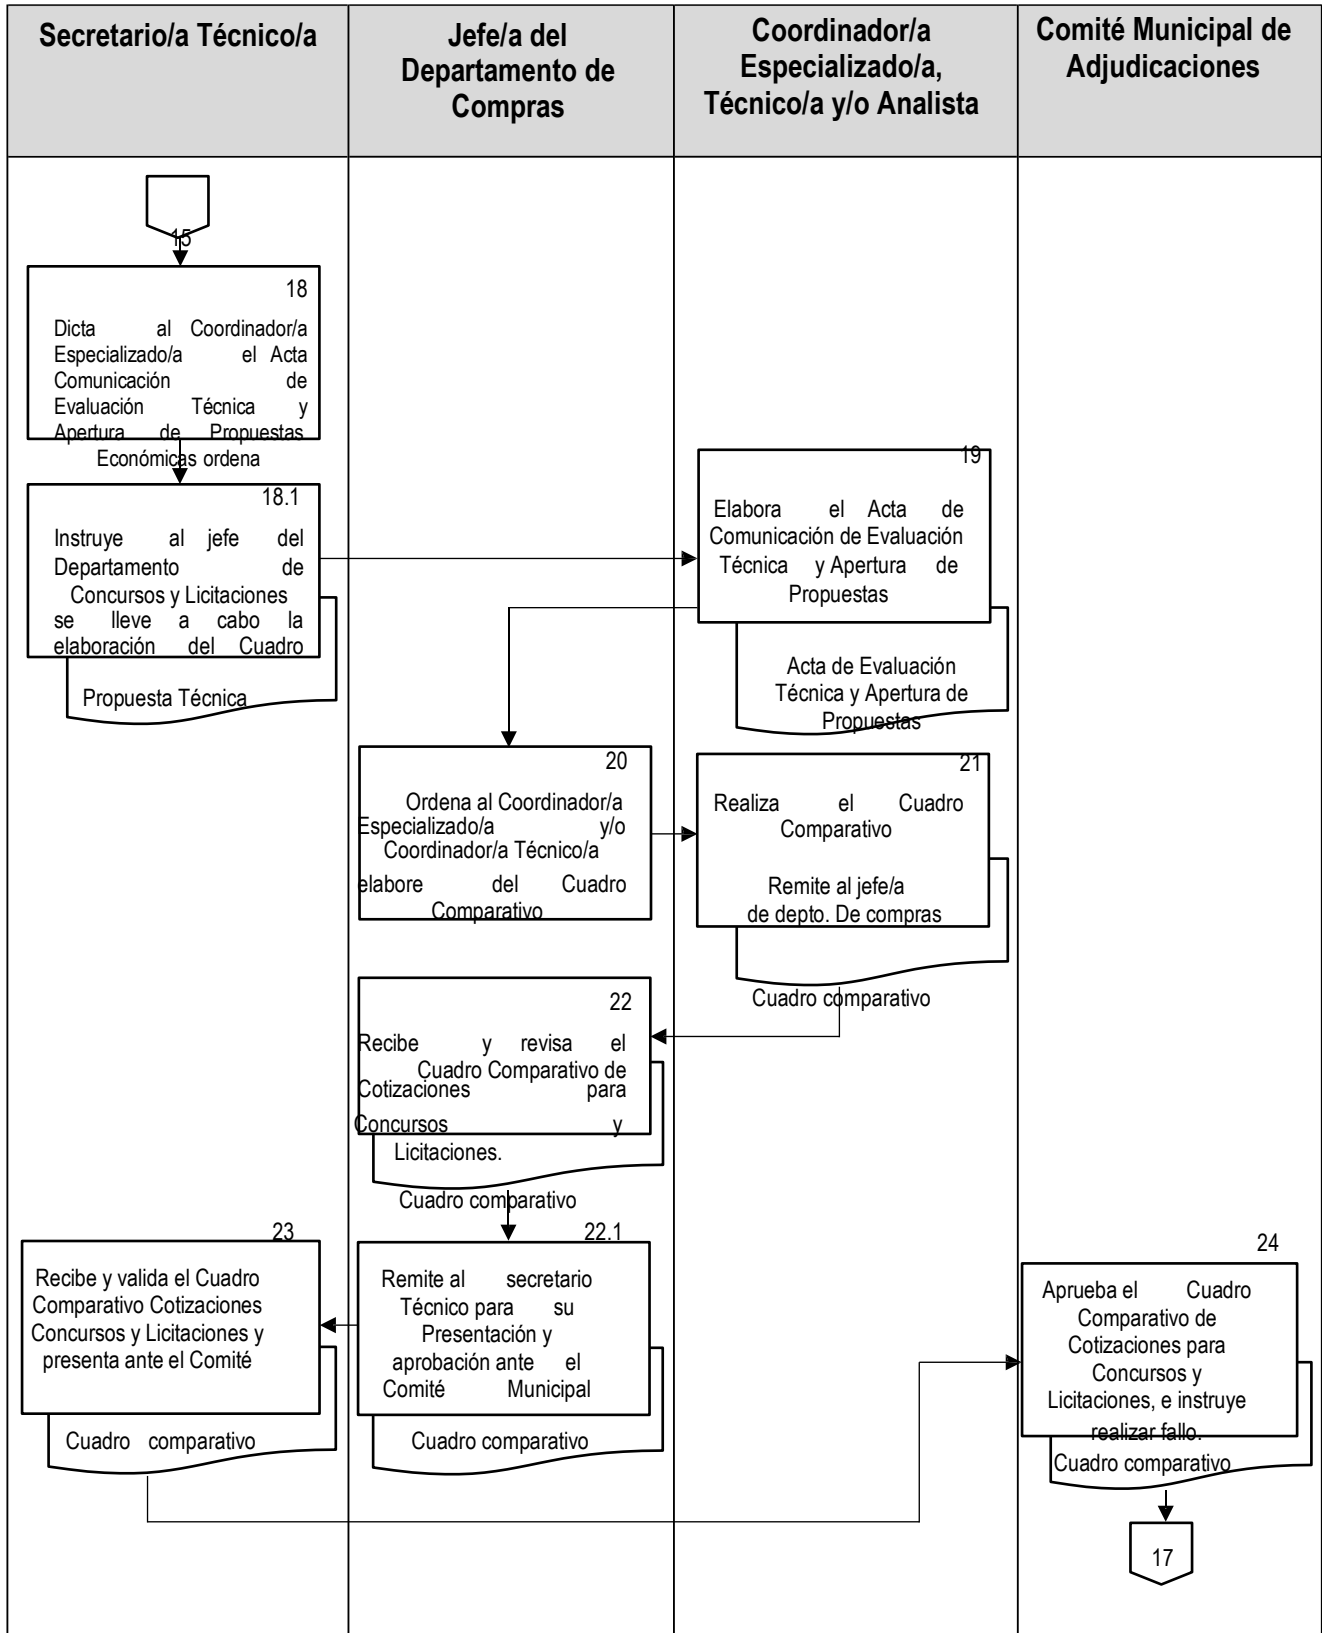 Secretario/a Técnico/a
Jefe/a del
Departamento de
Compras
Coordinador/a
Especializado/a,
Técnico/a y/o Analista
Comité Municipal de
Adjudicaciones
15
18
Dicta al Coordinador/a
Especializado/a el Acta
Comunicación de
Evaluación Técnica y
Apertura de Propuestas
Económicas ordena
18.1
Instruye al jefe del
Departamento de
Concursos y Licitaciones
se lleve a cabo la
elaboración del Cuadro
Propuesta Técnica
19
Elabora el Acta de
Comunicación de Evaluación
Técnica y Apertura de
Propuestas
Acta de Evaluación
Técnica y Apertura de
Propuestas
20
Ordena al Coordinador/a
Especializado/a y/o
Coordinador/a Técnico/a
elabore del Cuadro
Comparativo
21
Realiza el Cuadro
Comparativo
Remite al jefe/a
de depto. De compras
Cuadro comparativo
22
Recibe y revisa el
Cuadro Comparativo de
Cotizaciones para
Concursos y
Licitaciones.
Cuadro comparativo
23
Recibe y valida el Cuadro
Comparativo Cotizaciones
Concursos y Licitaciones y
presenta ante el Comité
Cuadro comparativo
22.1
Remite al secretario
Técnico para su
Presentación y
aprobación ante el
Comité Municipal
Cuadro comparativo
24
Aprueba el Cuadro
Comparativo de
Cotizaciones para
Concursos y
Licitaciones, e instruye
realizar fallo.
Cuadro comparativo
17